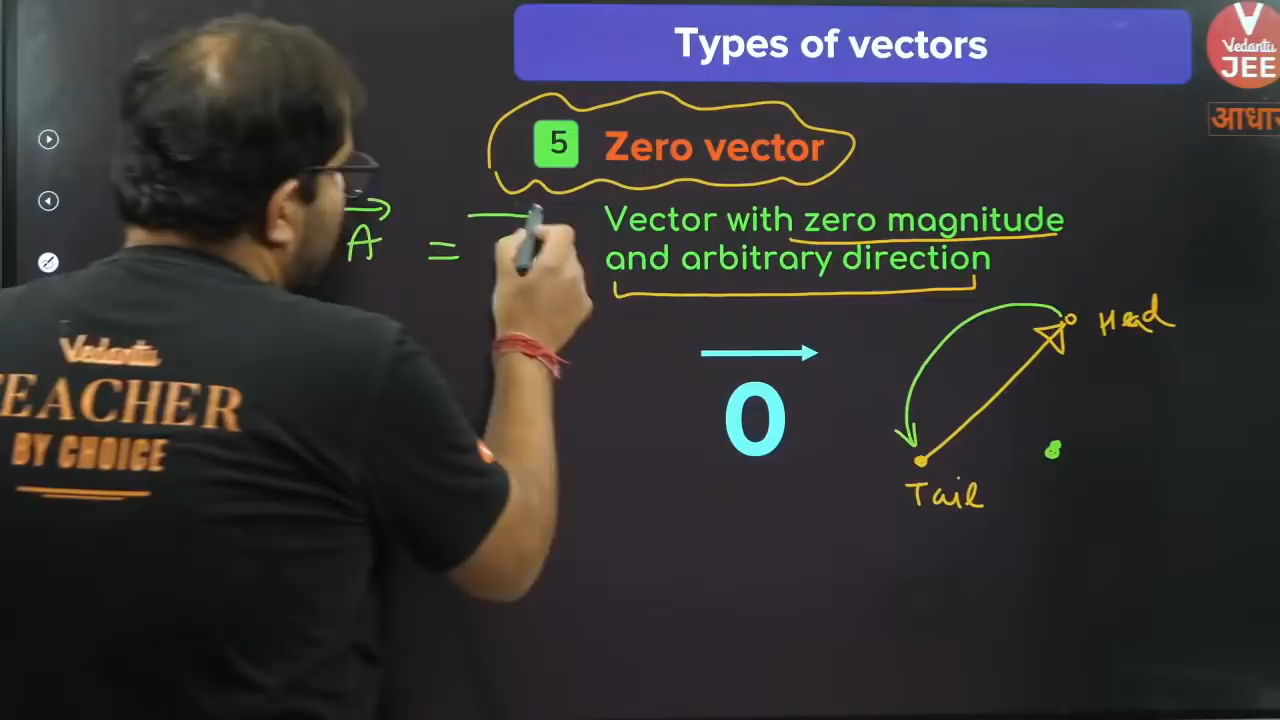 Types of vectors
V
Vedantu
JEE
5 Zero vector
A =
Vector with zero magnitude
and arbitrary direction
Head
0
Tail
Vedantu
TEACHER
BY CHOICE